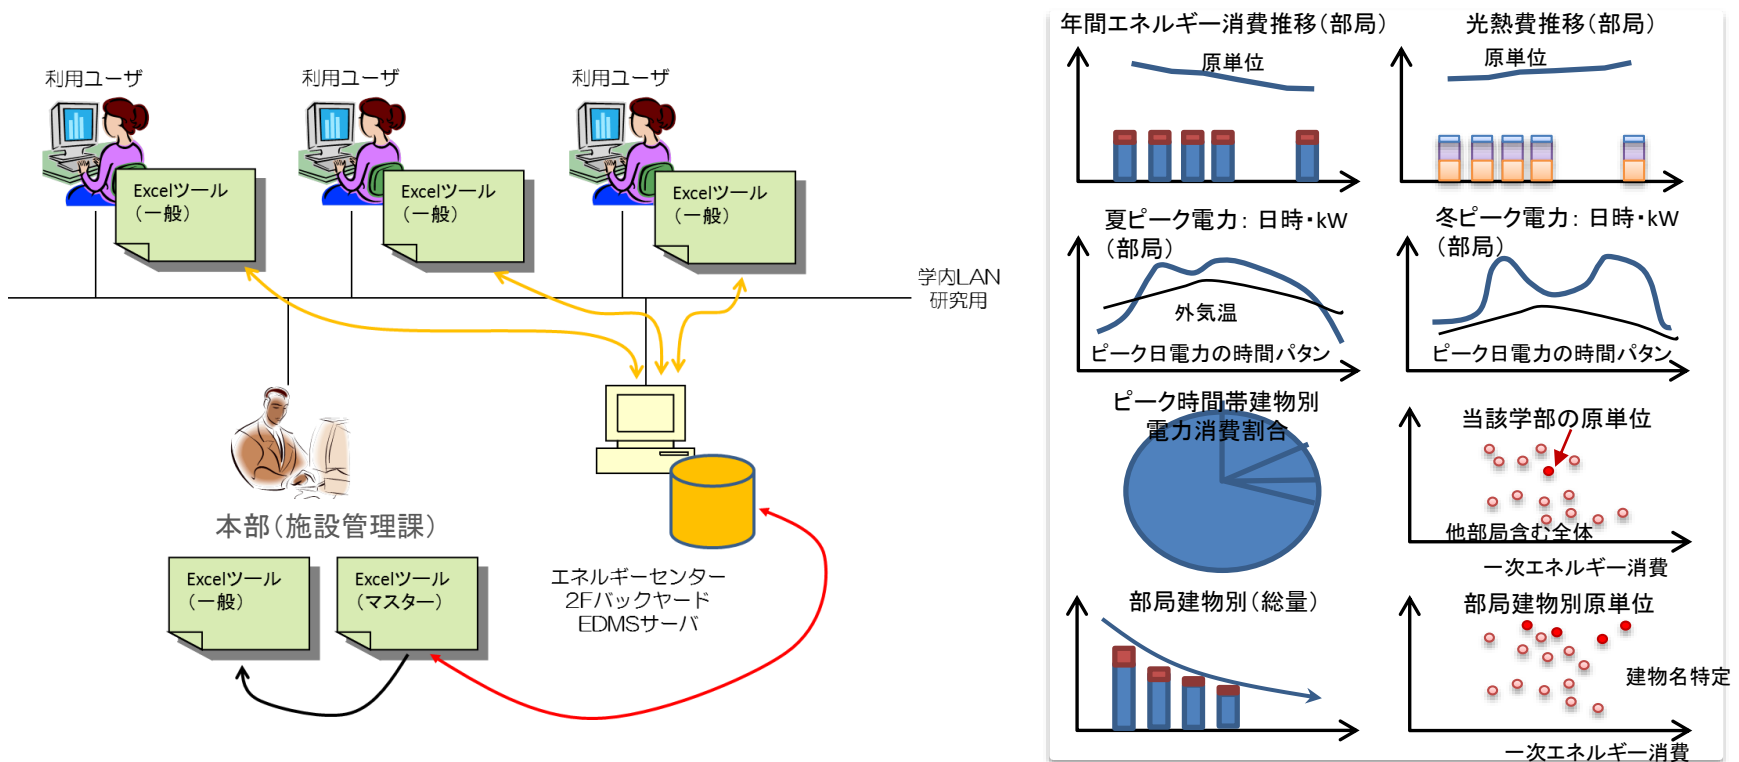 利用ユーザ
利用ユーザ
利用ユーザ
Excelツール
（一般）
Excelツール
（一般）
Excelツール
（一般）
学内LAN
研究用
本部（施設管理課）
Excelツール
（一般）
Excelツール
（マスター）
エネルギーセンター
2Fバックヤード
EDMSサーバ
年間エネルギー消費推移（部局）
原単位
光熱費推移（部局）
原単位
夏ピーク電力：日時・kW
（部局）
外気温
ピーク日電力の時間パタン
冬ピーク電力：日時・kW
（部局）
ピーク日電力の時間パタン
ピーク時間帯建物別
電力消費割合
当該学部の原単位
他部局含む全体
一次エネルギー消費
部局建物別（総量）
部局建物別原単位
建物名特定
一次エネルギー消費